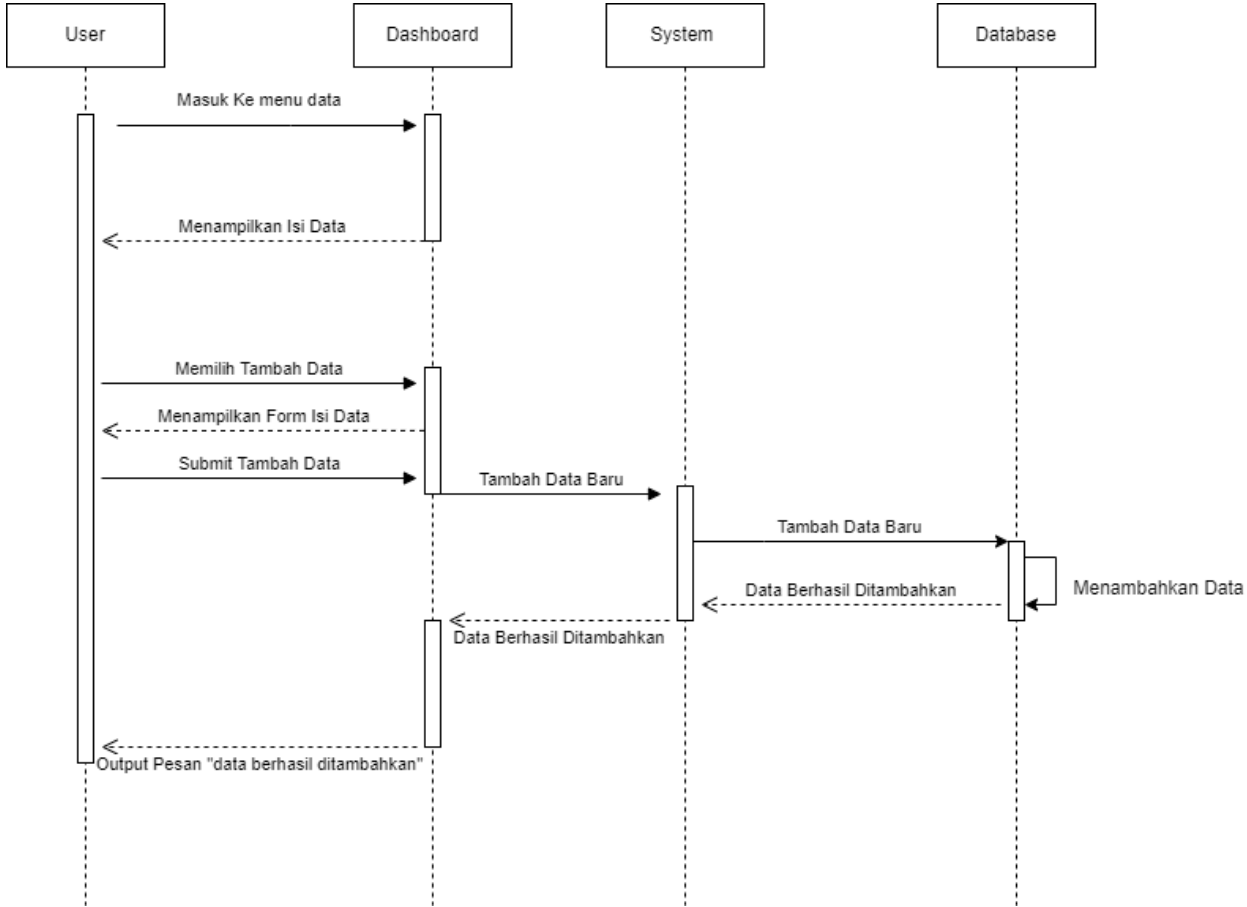 User
Dashboard
System
Database
Masuk Ke menu data
Menampilkan Isi Data
Memilih Tambah Data
Menampilkan Form Isi Data
Submit Tambah Data
Tambah Data Baru
Tambah Data Baru
Menambahkan Data
Data Berhasil Ditambahkan
Data Berhasil Ditambahkan
Output Pesan "data berhasil ditambahkan"